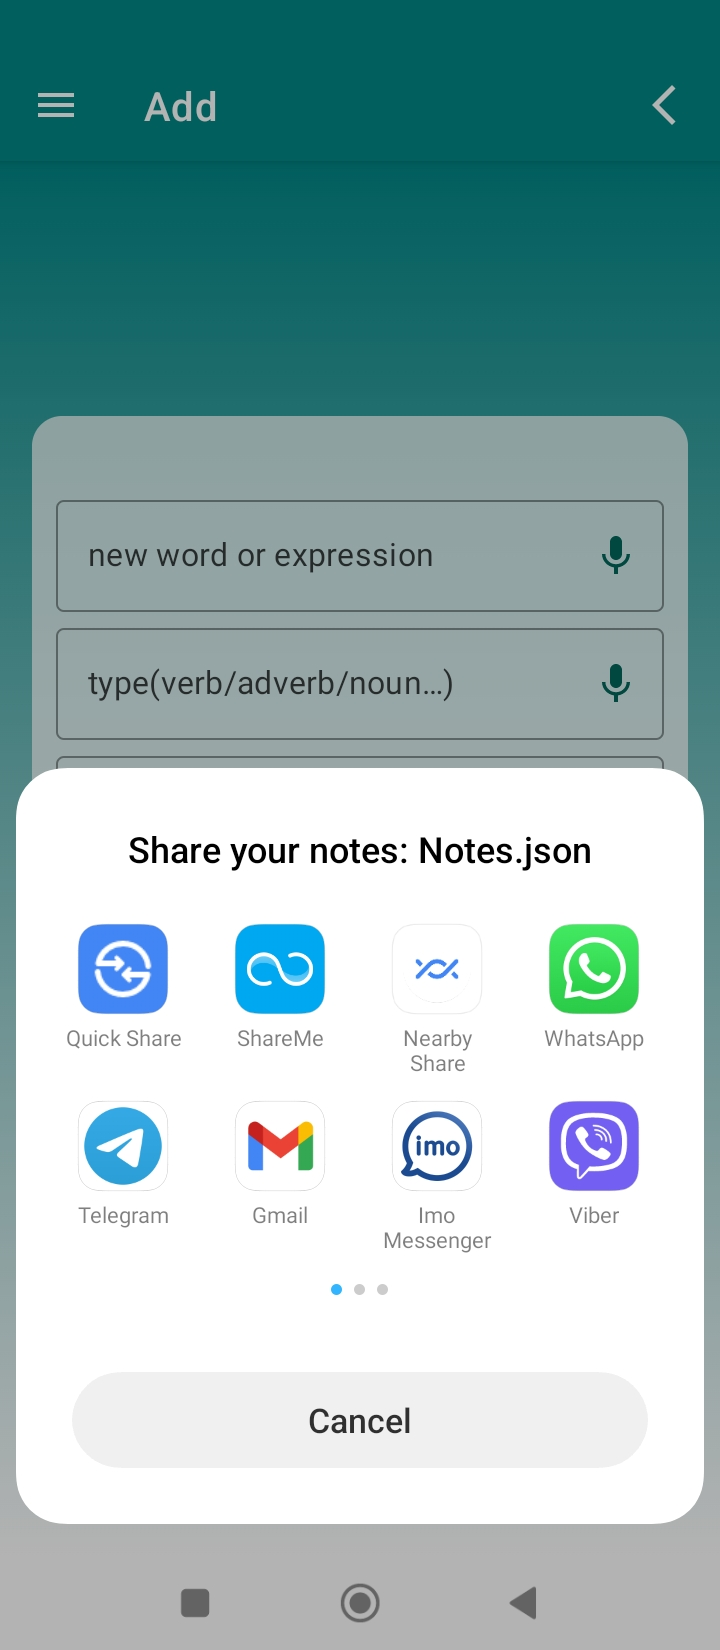 Add
new word or expression
type(verb/adverb/noun...)
Share your notes: Notes.json
Quick Share
ShareMe
Nearby
Share
WhatsApp
Telegram
Gmail
imo
Imo
Messenger
Viber
Cancel